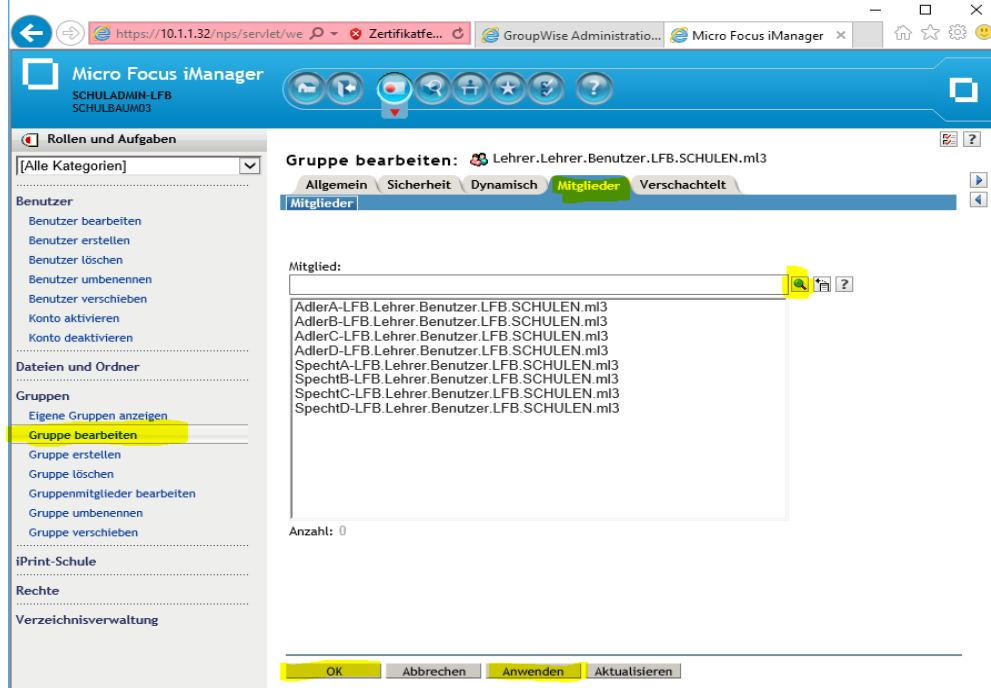 https://10.1.1.32/nps/servlet/we
Zertifikatfe...
GroupWise Administratio...
Micro Focus iManager
Micro Focus iManager
SCHULADMIN-LFB
SCHULBAUM03
Rollen und Aufgaben
[Alle Kategorien]
Benutzer
Benutzer bearbeiten
Benutzer erstellen
Benutzer löschen
Benutzer umbenennen
Benutzer verschieben
Konto aktivieren
Konto deaktivieren
Dateien und Ordner
Gruppen
Eigene Gruppen anzeigen
Gruppe bearbeiten
Gruppe erstellen
Gruppe löschen
Gruppenmitglieder bearbeiten
Gruppe umbenennen
Gruppe verschieben
iPrint-Schule
Rechte
Verzeichnisverwaltung
Gruppe bearbeiten: Lehrer.Lehrer.Benutzer.LFB.SCHULEN.ml3
Allgemein Sicherheit Dynamisch Mitglieder Verschachtelt
Mitglieder
Mitglied:
AdlerA-LFB.Lehrer.Benutzer.LFB.SCHULEN.ml3
AdlerB-LFB.Lehrer.Benutzer.LFB.SCHULEN.ml3
AdlerC-LFB.Lehrer.Benutzer.LFB.SCHULEN.ml3
AdlerD-LFB.Lehrer.Benutzer.LFB.SCHULEN.ml3
SpechtA-LFB.Lehrer.Benutzer.LFB.SCHULEN.ml3
SpechtB-LFB.Lehrer.Benutzer.LFB.SCHULEN.ml3
SpechtC-LFB.Lehrer.Benutzer.LFB.SCHULEN.ml3
SpechtD-LFB.Lehrer.Benutzer.LFB.SCHULEN.ml3
Anzahl: 0
OK Abbrechen Anwenden Aktualisieren